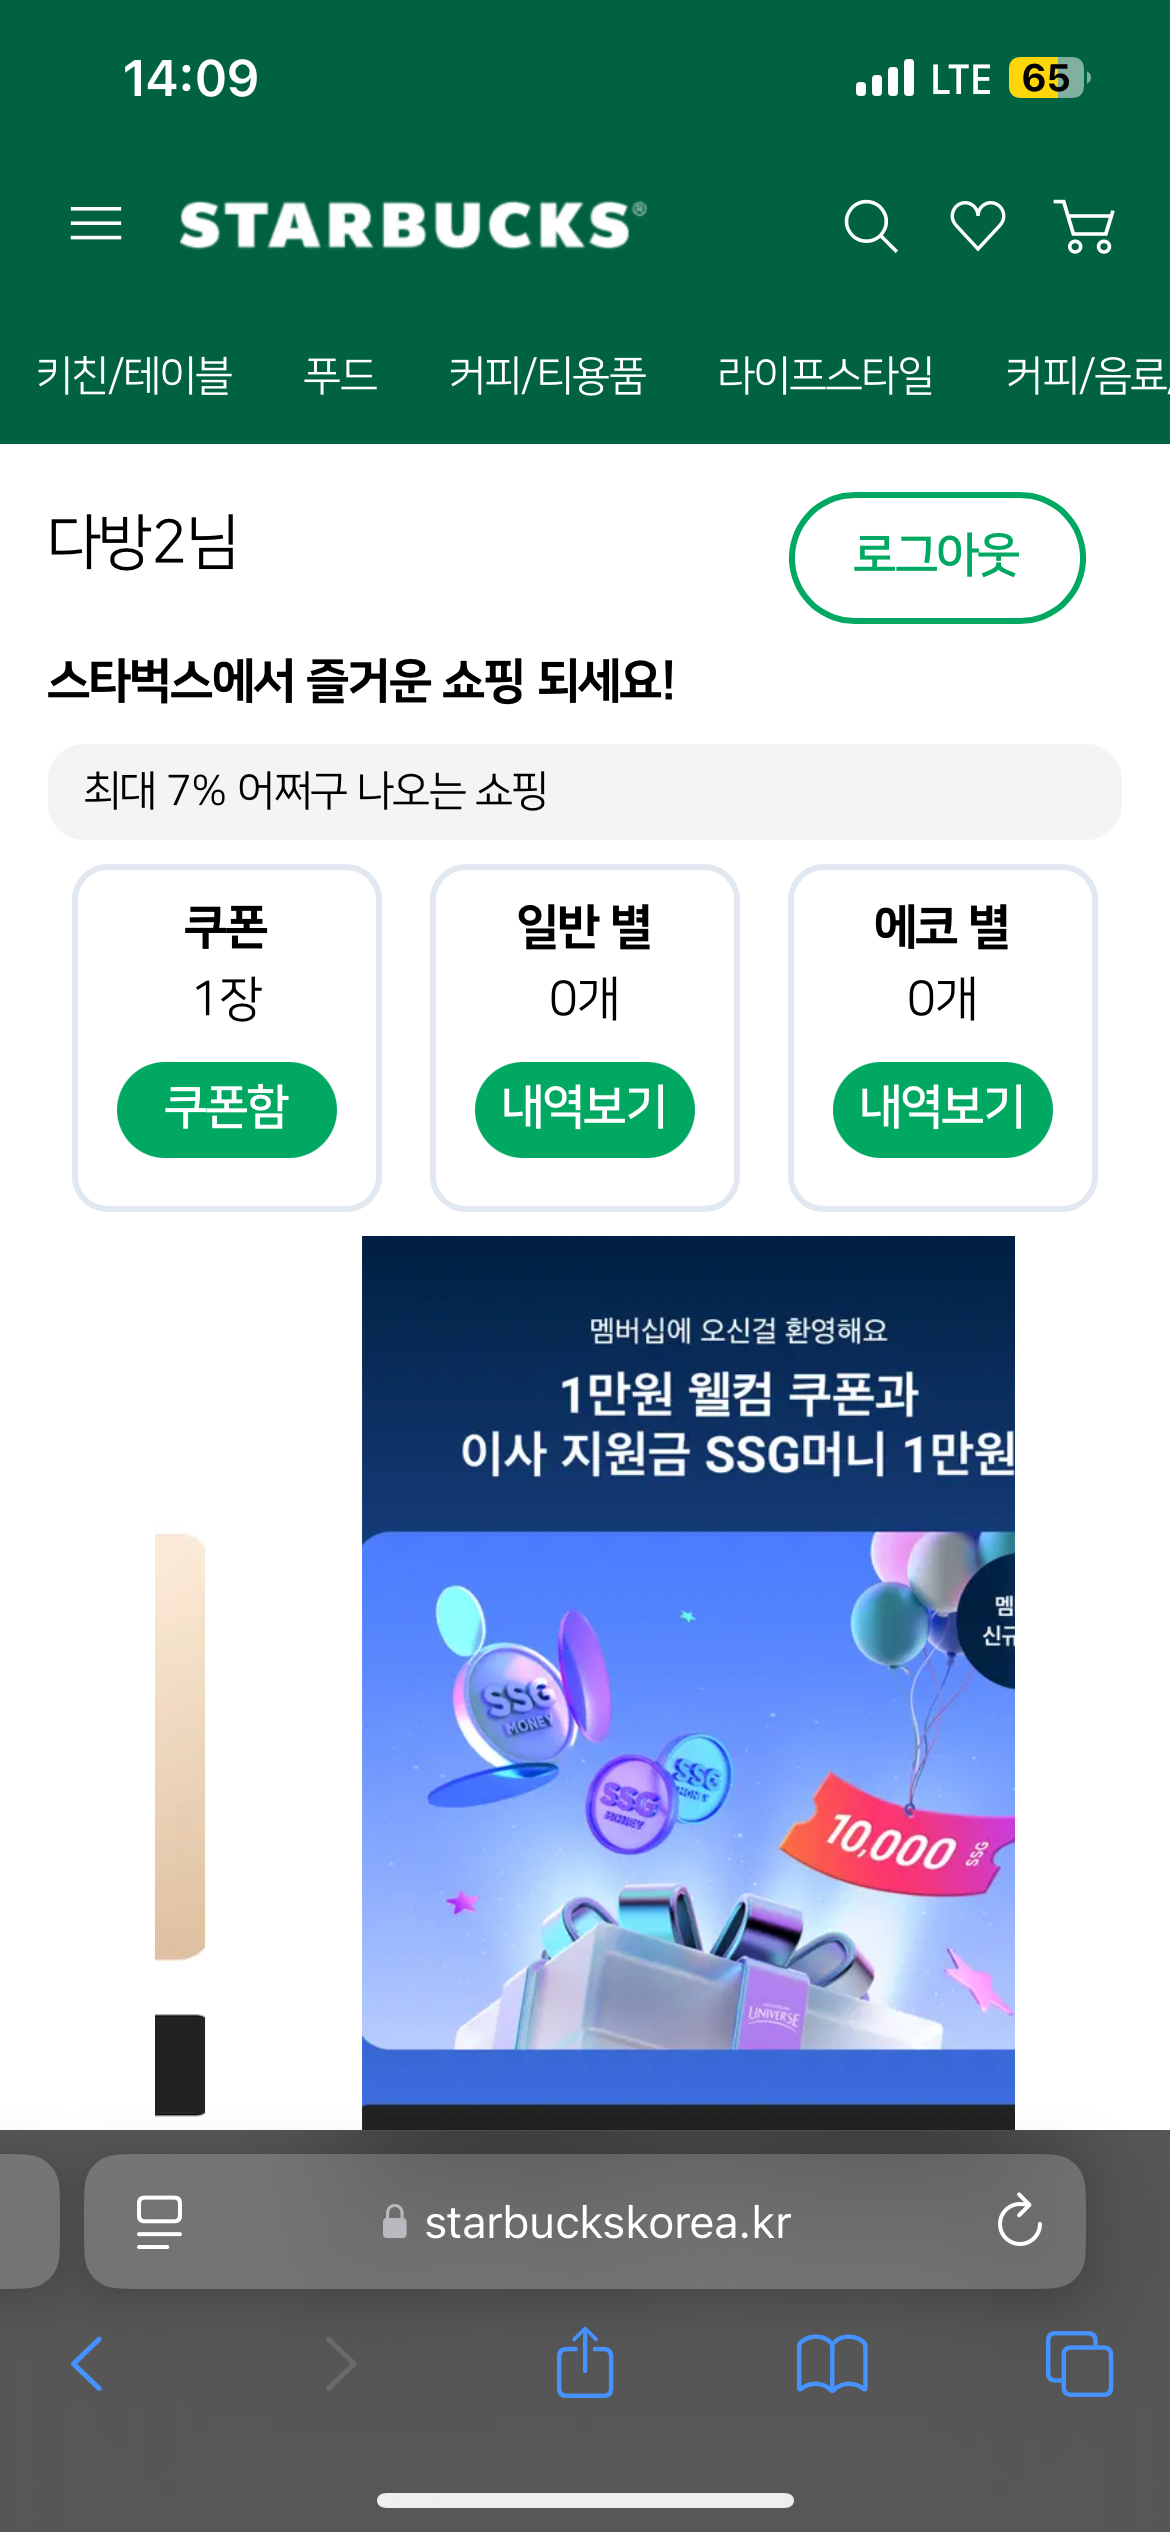 14:09
LTE 65
STARBUCKS®
키친/테이블 푸드 커피/티용품 라이프스타일 커피/음료/
다방2님
로그아웃
스타벅스에서 즐거운 쇼핑 되세요!
최대 7% 어쩌구 나오는 쇼핑
쿠폰
1장
쿠폰함
일반 별
0개
내역보기
에코 별
0개
내역보기
멤버십에 오신걸 환영해요
1만원 웰컴 쿠폰과
이사 지원금 SSG머니 1만원
멤
신규
SSG
MONEY
SSG
MONEY
SSG
MONEY
10,000 SSG
UNIVERSE
starbuckskorea.kr